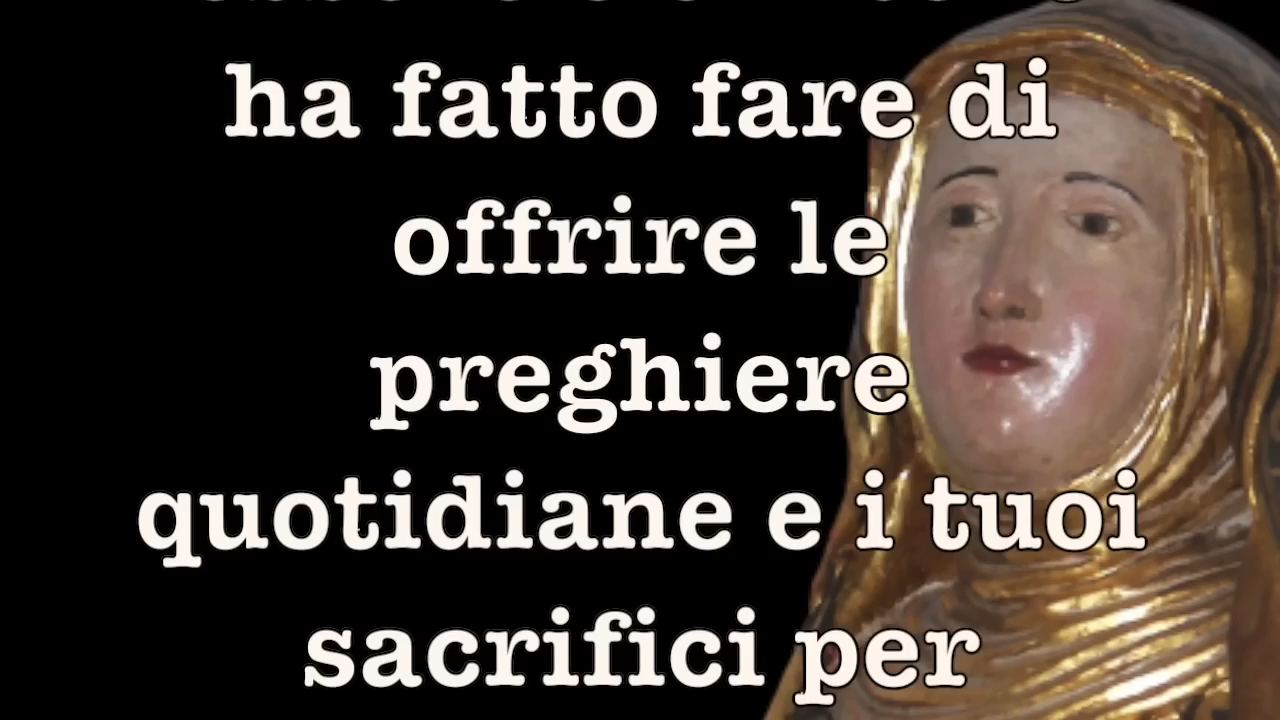 ha fatto fare di
offrire le
preghiere
quotidiane e i tuoi
sacrifici per